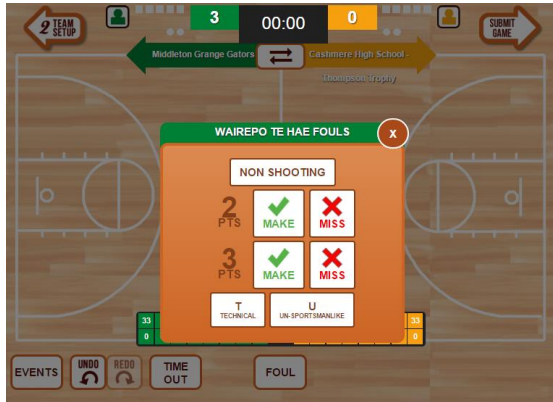 2 TEAM SETUP
3
00:00
0
SUBMIT GAME
Middleton Grange Gators
Cashmere High School -
Thompson Trophy
WAIREPO TE HAE FOULS
X
NON SHOOTING
2 PTS
MAKE
MISS
3 PTS
MAKE
MISS
T
TECHNICAL
U
UN-SPORTSMANLIKE
33
33
0
0
EVENTS
UNDO
REDO
TIME OUT
FOUL